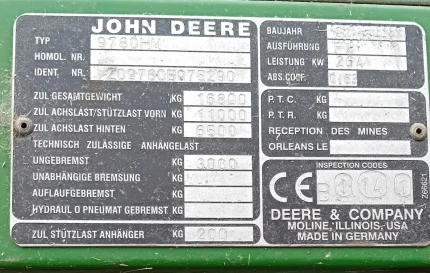 JOHN DEERE
TYP
HOMOL. NR.
IDENT. NR.
ZUL GESAMTGEWICHT KG 16800
ZUL ACHSLAST/STÜTZLAST VORN KG 11000
ZUL ACHSLAST HINTEN KG 6600
TECHNISCH ZULÄSSIGE ANHÄNGELAST
UNGEBREMST KG 3000
UNABHÄNGIGE BREMSUNG KG
AUFLAUFGEBREMST KG
HYDRAUL O PNEUMAT GEBREMST KG
ZUL STÜTZLAST ANHÄNGER KG 200
BAUJAHR
AUSFÜHRUNG
LEISTUNG KW 264
ABS.COEF.
P.T.C. KG
P.T.R. KG
RECEPTION DES MINES
ORLEANS LE
INSPECTION CODES
CE
DEERE & COMPANY
MOLINE, ILLINOIS, USA
MADE IN GERMANY